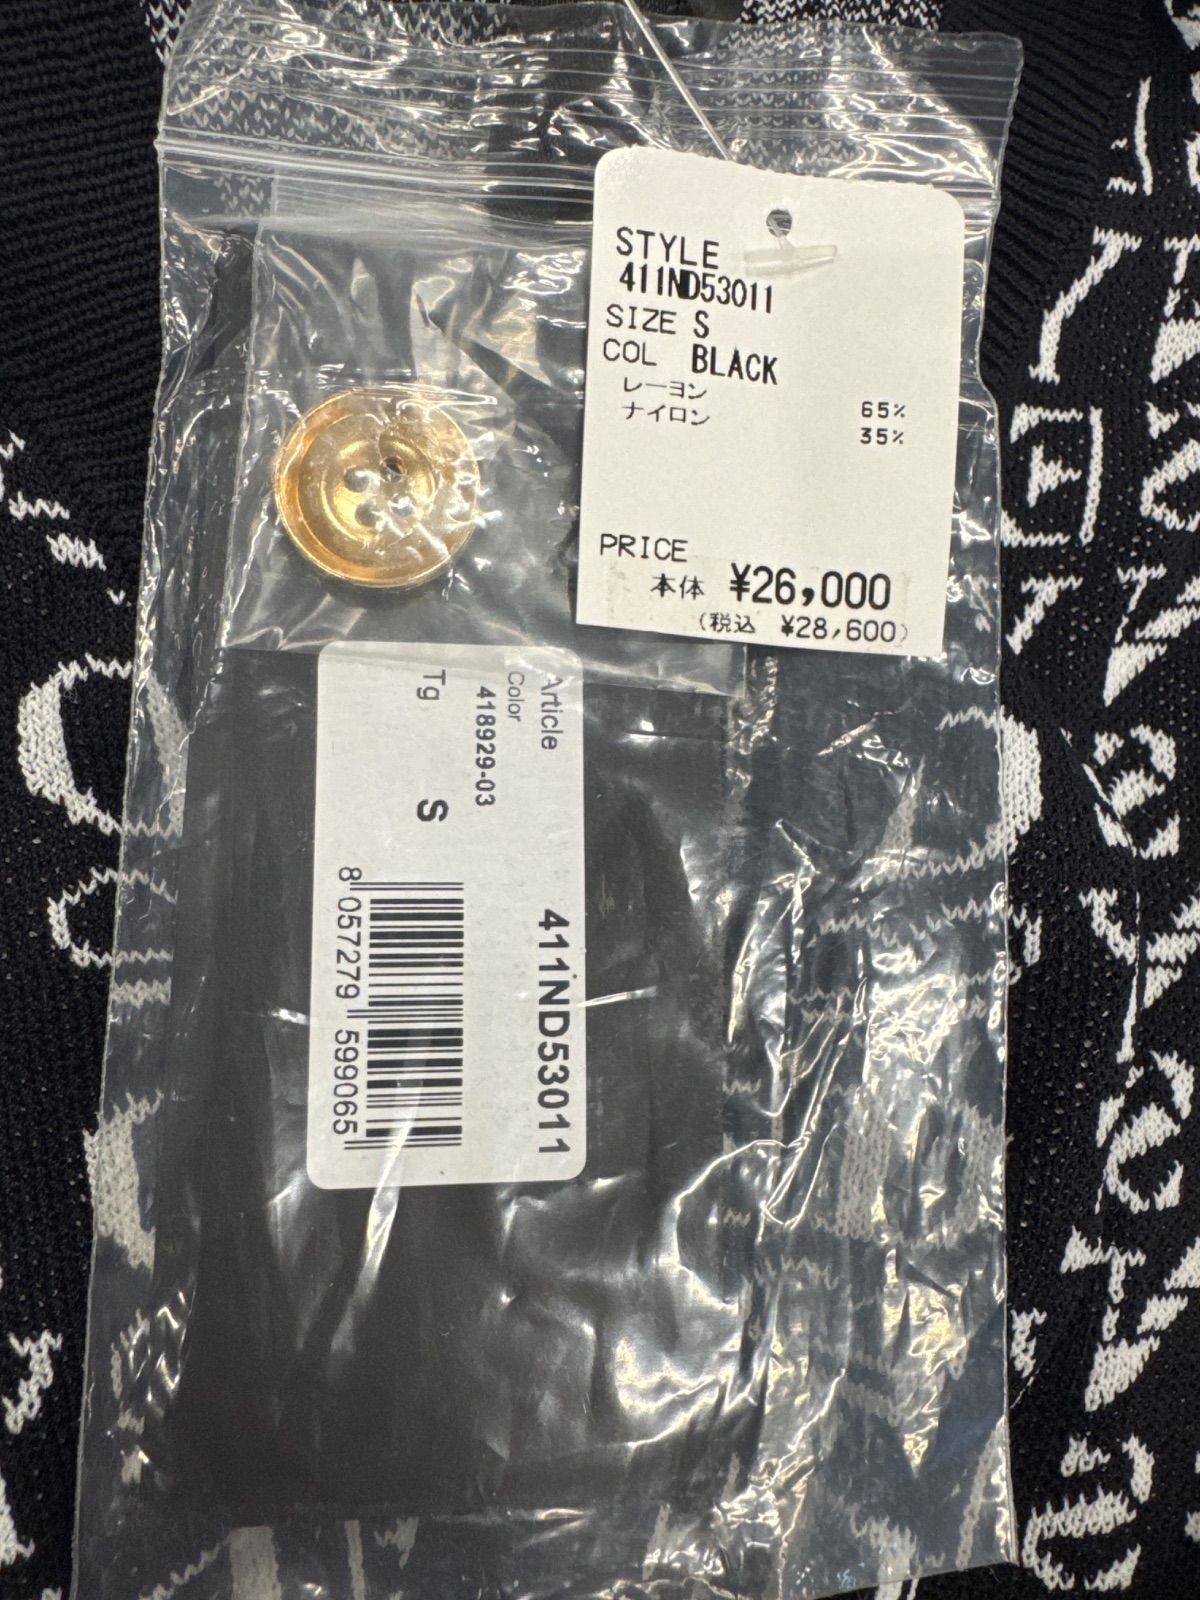 STYLE
411ND53011
SIZE S
COL BLACK
レーヨン 65%
ナイロン 35%
PRICE
本体 ¥26,000
(税込 ¥28,600)
Article 411ND53011
Color 418929-03
Tg S
8 057279 599065